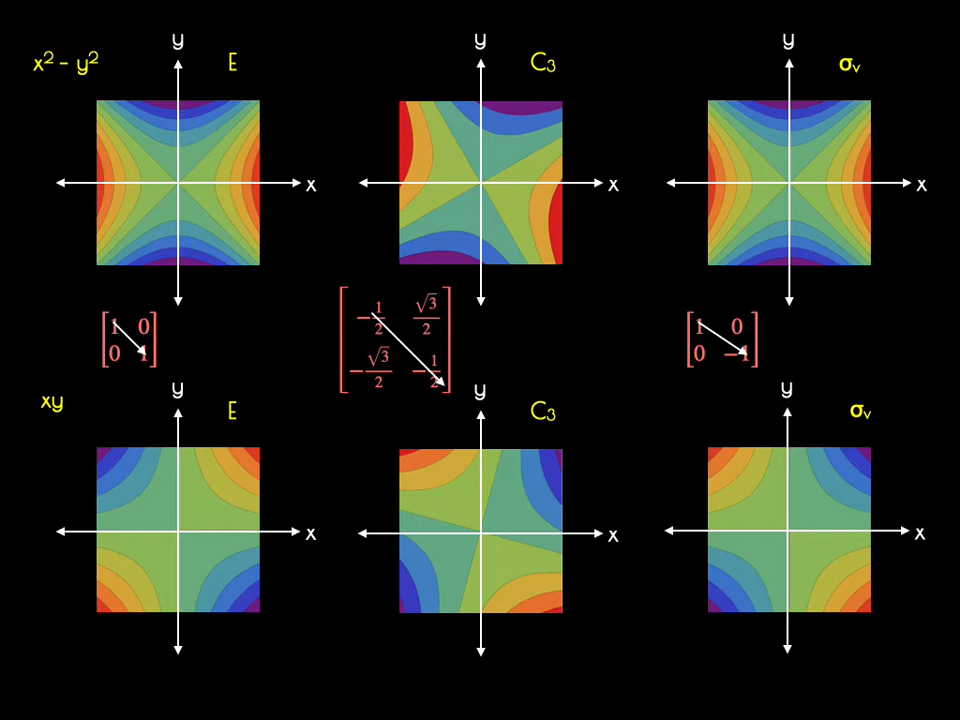 x² – y² E C₃ σᵥ
y y y
x x x
[1 0] [−1/2 √3/2] [1 0]
[0 1] [−√3/2 −1/2] [0 −1]
xy E C₃ σᵥ
y y y
x x x